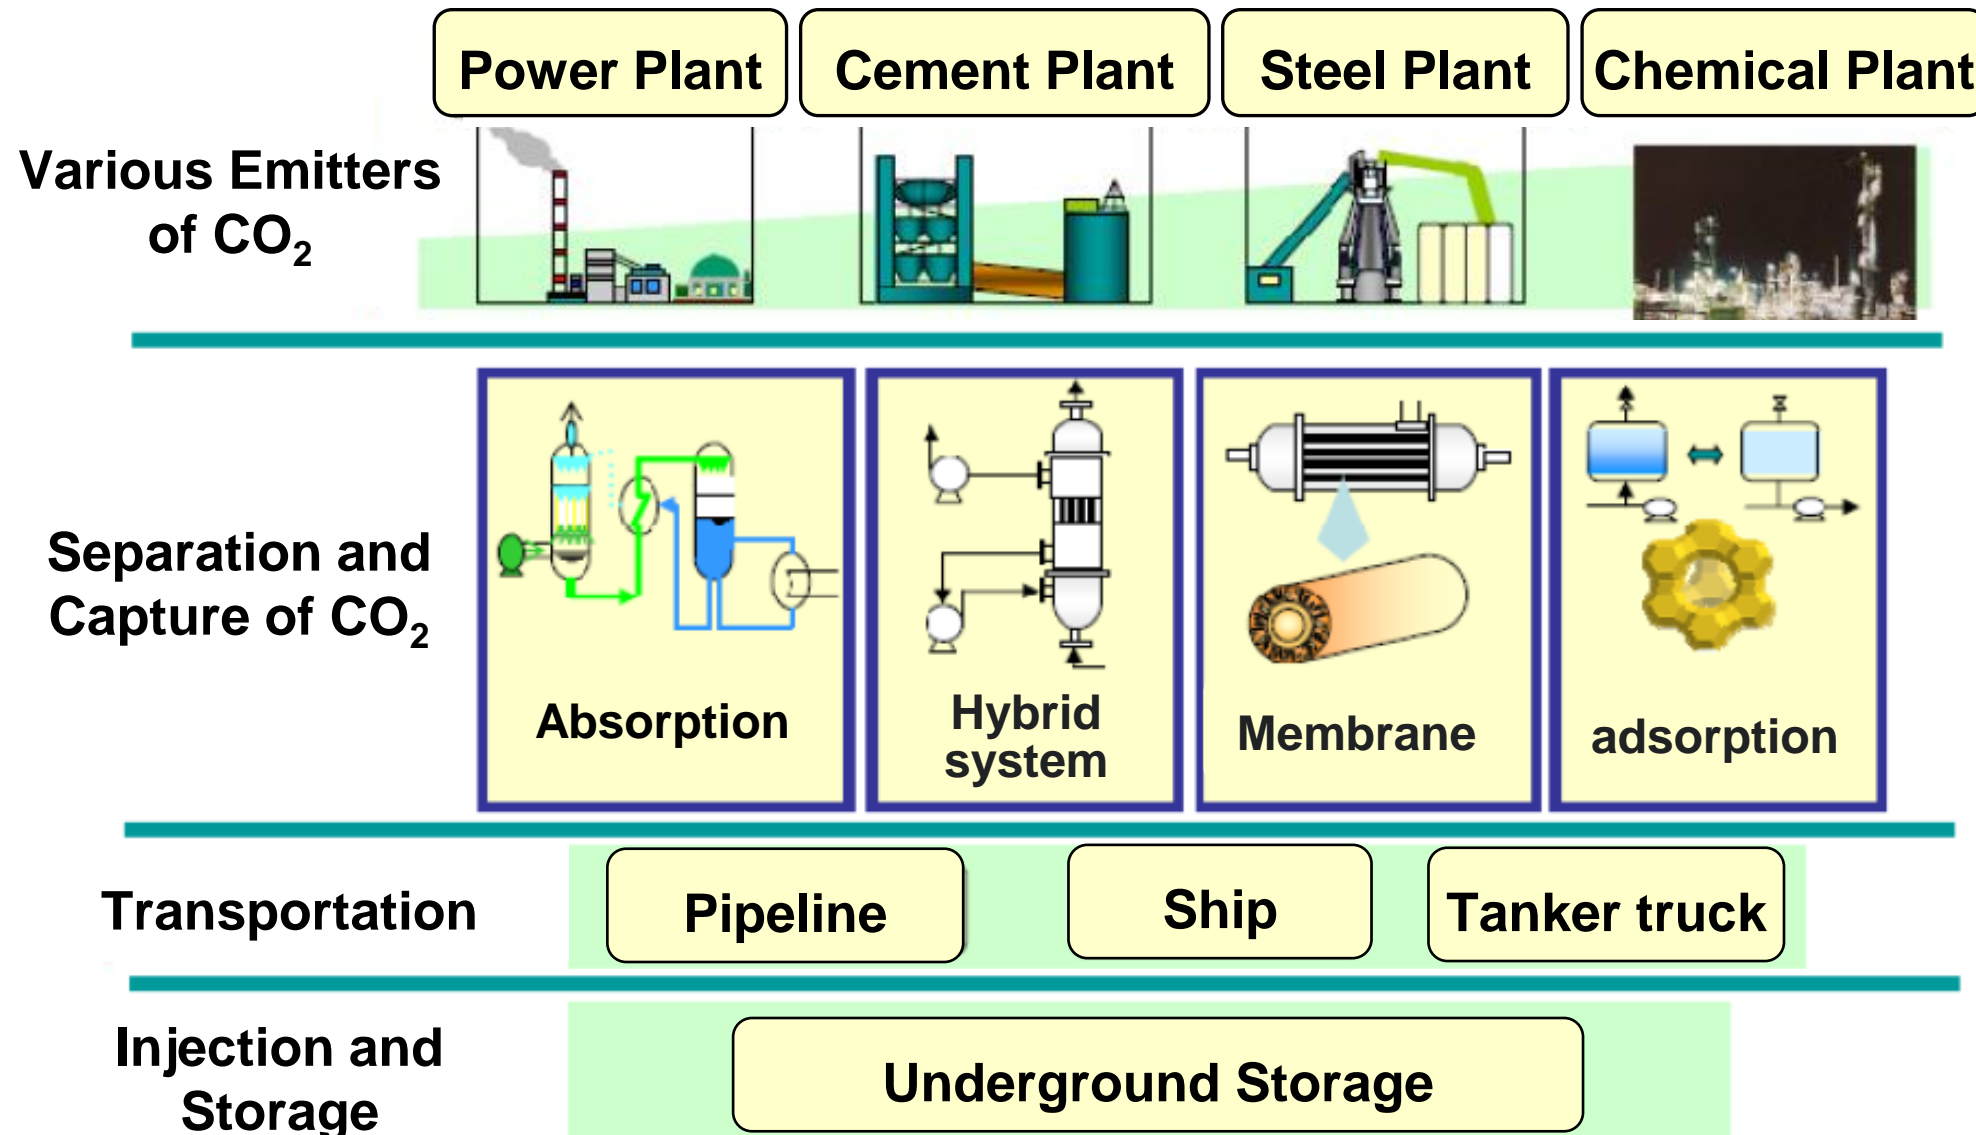 Power Plant
Cement Plant
Steel Plant
Chemical Plant
Various Emitters
of CO₂
Separation and
Capture of CO₂
Absorption
Hybrid
system
Membrane
adsorption
Transportation
Pipeline
Ship
Tanker truck
Injection and
Storage
Underground Storage